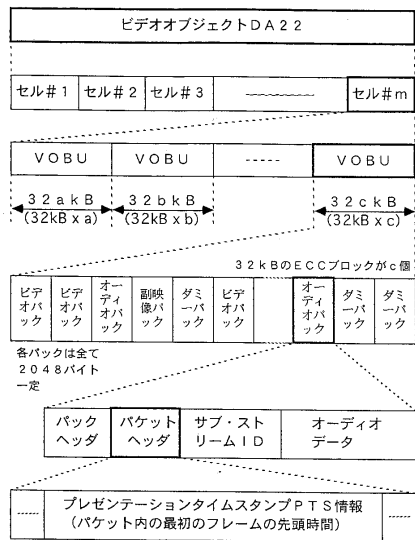 ビデオオブジェクトDA22
セル#1 セル#2 セル#3 セル#m
VOBU VOBU ----- VOBU
32akB 32bkB 32ckB
(32kB x a) (32kB x b) (32kB x c)
32kBのECCブロックがc個
ビデオパック ビデオパック オーディオパック 副映像パック ダミーパック ビデオパック オーディオパック ダミーパック ダミーパック
各パックは全て
2048バイト
一定
パック パケット サブ・スト オーディオ
ヘッダ ヘッダ リームID データ
----- プレゼンテーションタイムスタンプPTS情報 -----
(パケット内の最初のフレームの先頭時間)